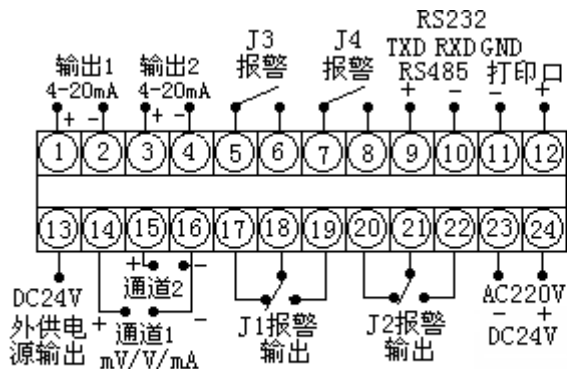 RS232
J3 J4 TXD RXD GND
输出1 输出2 报警 报警 RS485 打印口
4-20mA 4-20mA + − − +
+ − + −
1 2 3 4 5 6 7 8 9 10 11 12
13 14 15 16 17 18 19 20 21 22 23 24
+ −
DC24V 通道2 AC220V
外供电 + 通道1 − J1报警 J2报警 − +
源输出 mV/V/mA 输出 输出 DC24V